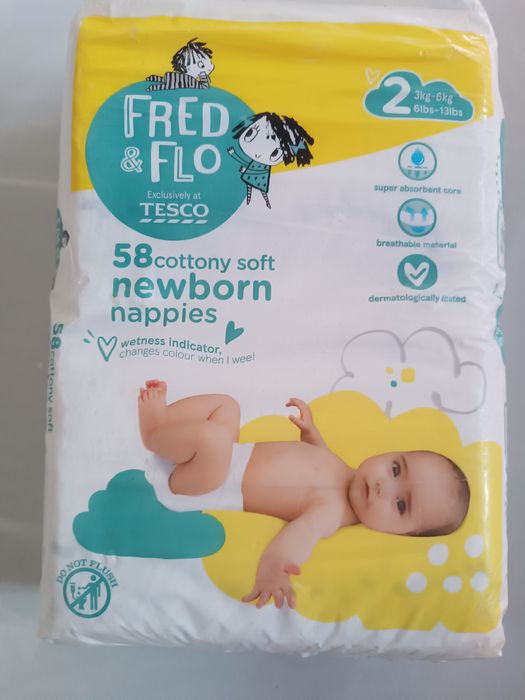 FRED
& FLO
Exclusively at
TESCO
2
3kg-6kg
6lbs-13lbs
super absorbent core
breathable material
dermatologically tested
58 cottony soft
newborn
nappies
wetness indicator,
changes colour when I wee!
58 cottony soft
DO NOT FLUSH